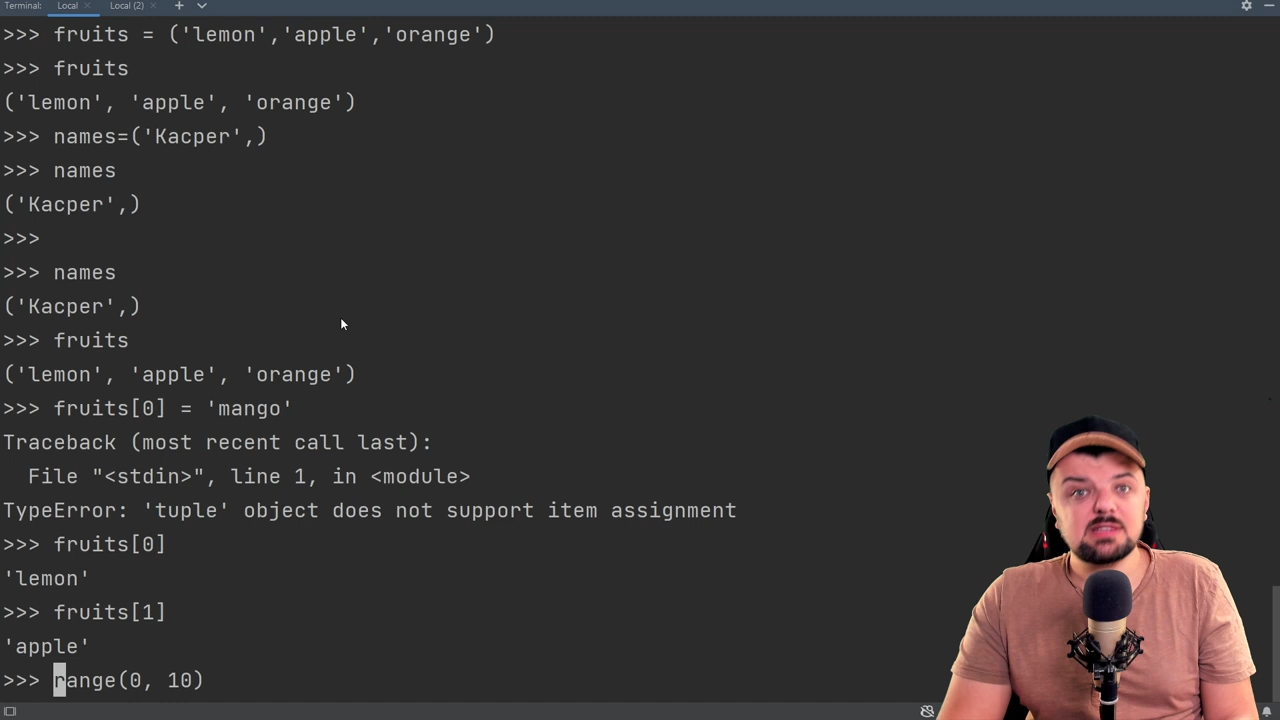 Terminal: Local × Local (2) × +
>>> fruits = ('lemon','apple','orange')
>>> fruits
('lemon', 'apple', 'orange')
>>> names=('Kacper',)
>>> names
('Kacper',)
>>>
>>> names
('Kacper',)
>>> fruits
('lemon', 'apple', 'orange')
>>> fruits[0] = 'mango'
Traceback (most recent call last):
  File "<stdin>", line 1, in <module>
TypeError: 'tuple' object does not support item assignment
>>> fruits[0]
'lemon'
>>> fruits[1]
'apple'
>>> range(0, 10)